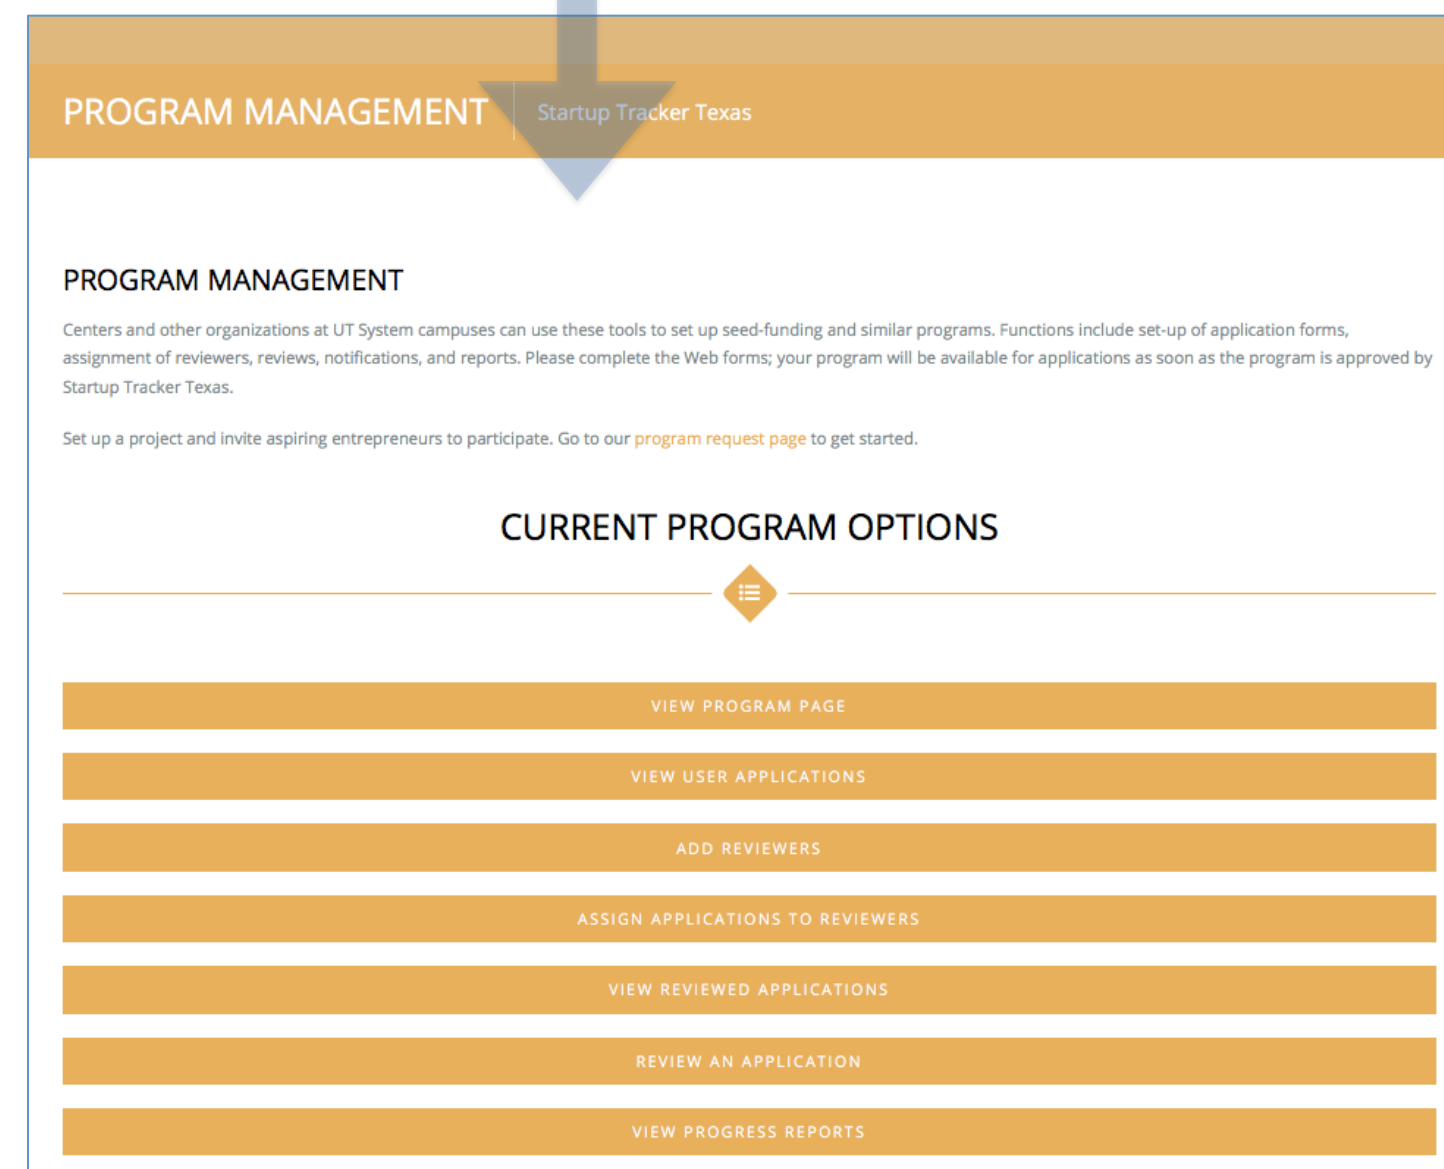 PROGRAM MANAGEMENT
Startup Tracker Texas
PROGRAM MANAGEMENT
Centers and other organizations at UT System campuses can use these tools to set up seed-funding and similar programs. Functions include set-up of application forms,
assignment of reviewers, reviews, notifications, and reports. Please complete the Web forms; your program will be available for applications as soon as the program is approved by
Startup Tracker Texas.
Set up a project and invite aspiring entrepreneurs to participate. Go to our program request page to get started.
CURRENT PROGRAM OPTIONS
VIEW PROGRAM PAGE
VIEW USER APPLICATIONS
ADD REVIEWERS
ASSIGN APPLICATIONS TO REVIEWERS
VIEW REVIEWED APPLICATIONS
REVIEW AN APPLICATION
VIEW PROGRESS REPORTS